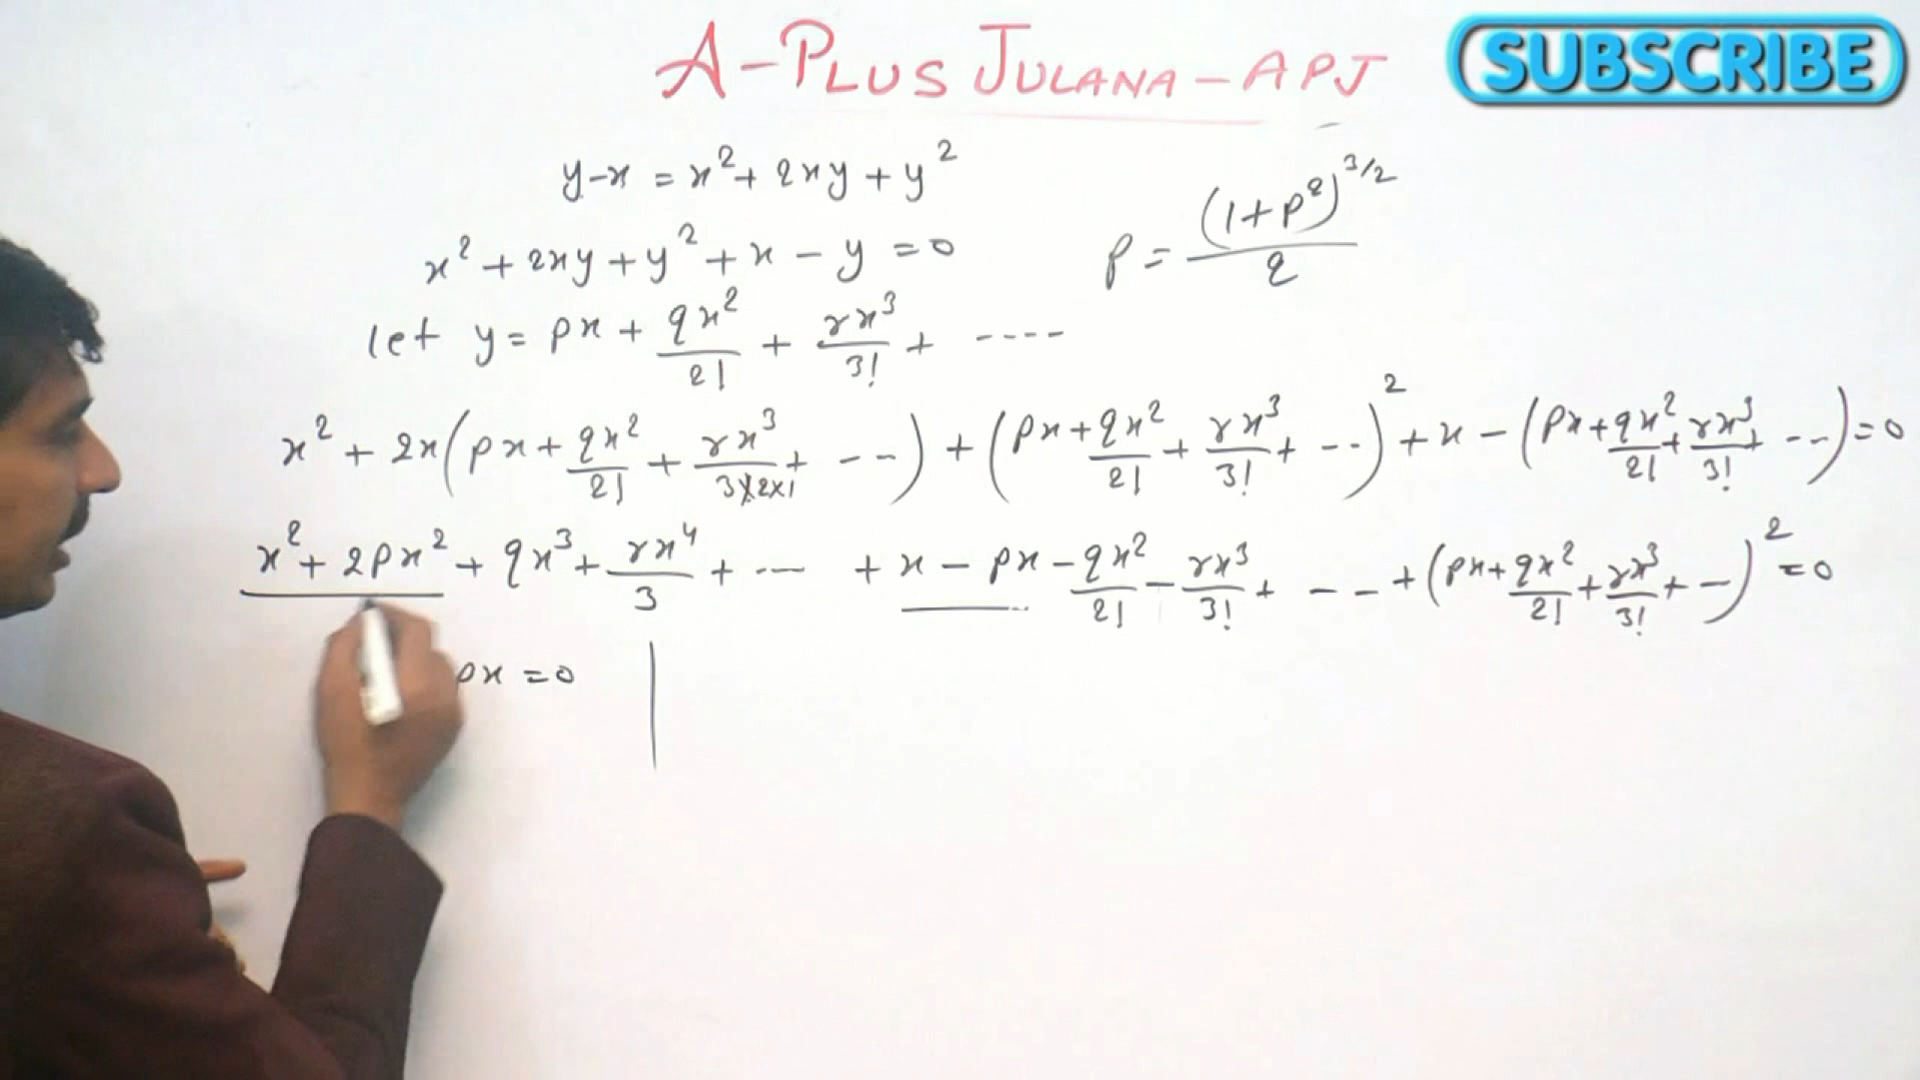 A-PLUS JULANA-APJ
SUBSCRIBE
y-x = x² + 2xy + y²
x² + 2xy + y² + x - y = 0
ρ = (1+p²)^3/2 / q
let y = px + qx²/2! + rx³/3! + ----
x² + 2x(px + qx²/2! + rx³/3×2×1 + ---) + (px + qx²/2! + rx³/3! + ---)² + x - (px + qx²/2! + rx³/3! + ---) = 0
x² + 2px² + qx³ + rx⁴/3 + --- + x - px - qx²/2! - rx³/3! + --- + (px + qx²/2! + rx³/3! + -)² = 0
px = 0